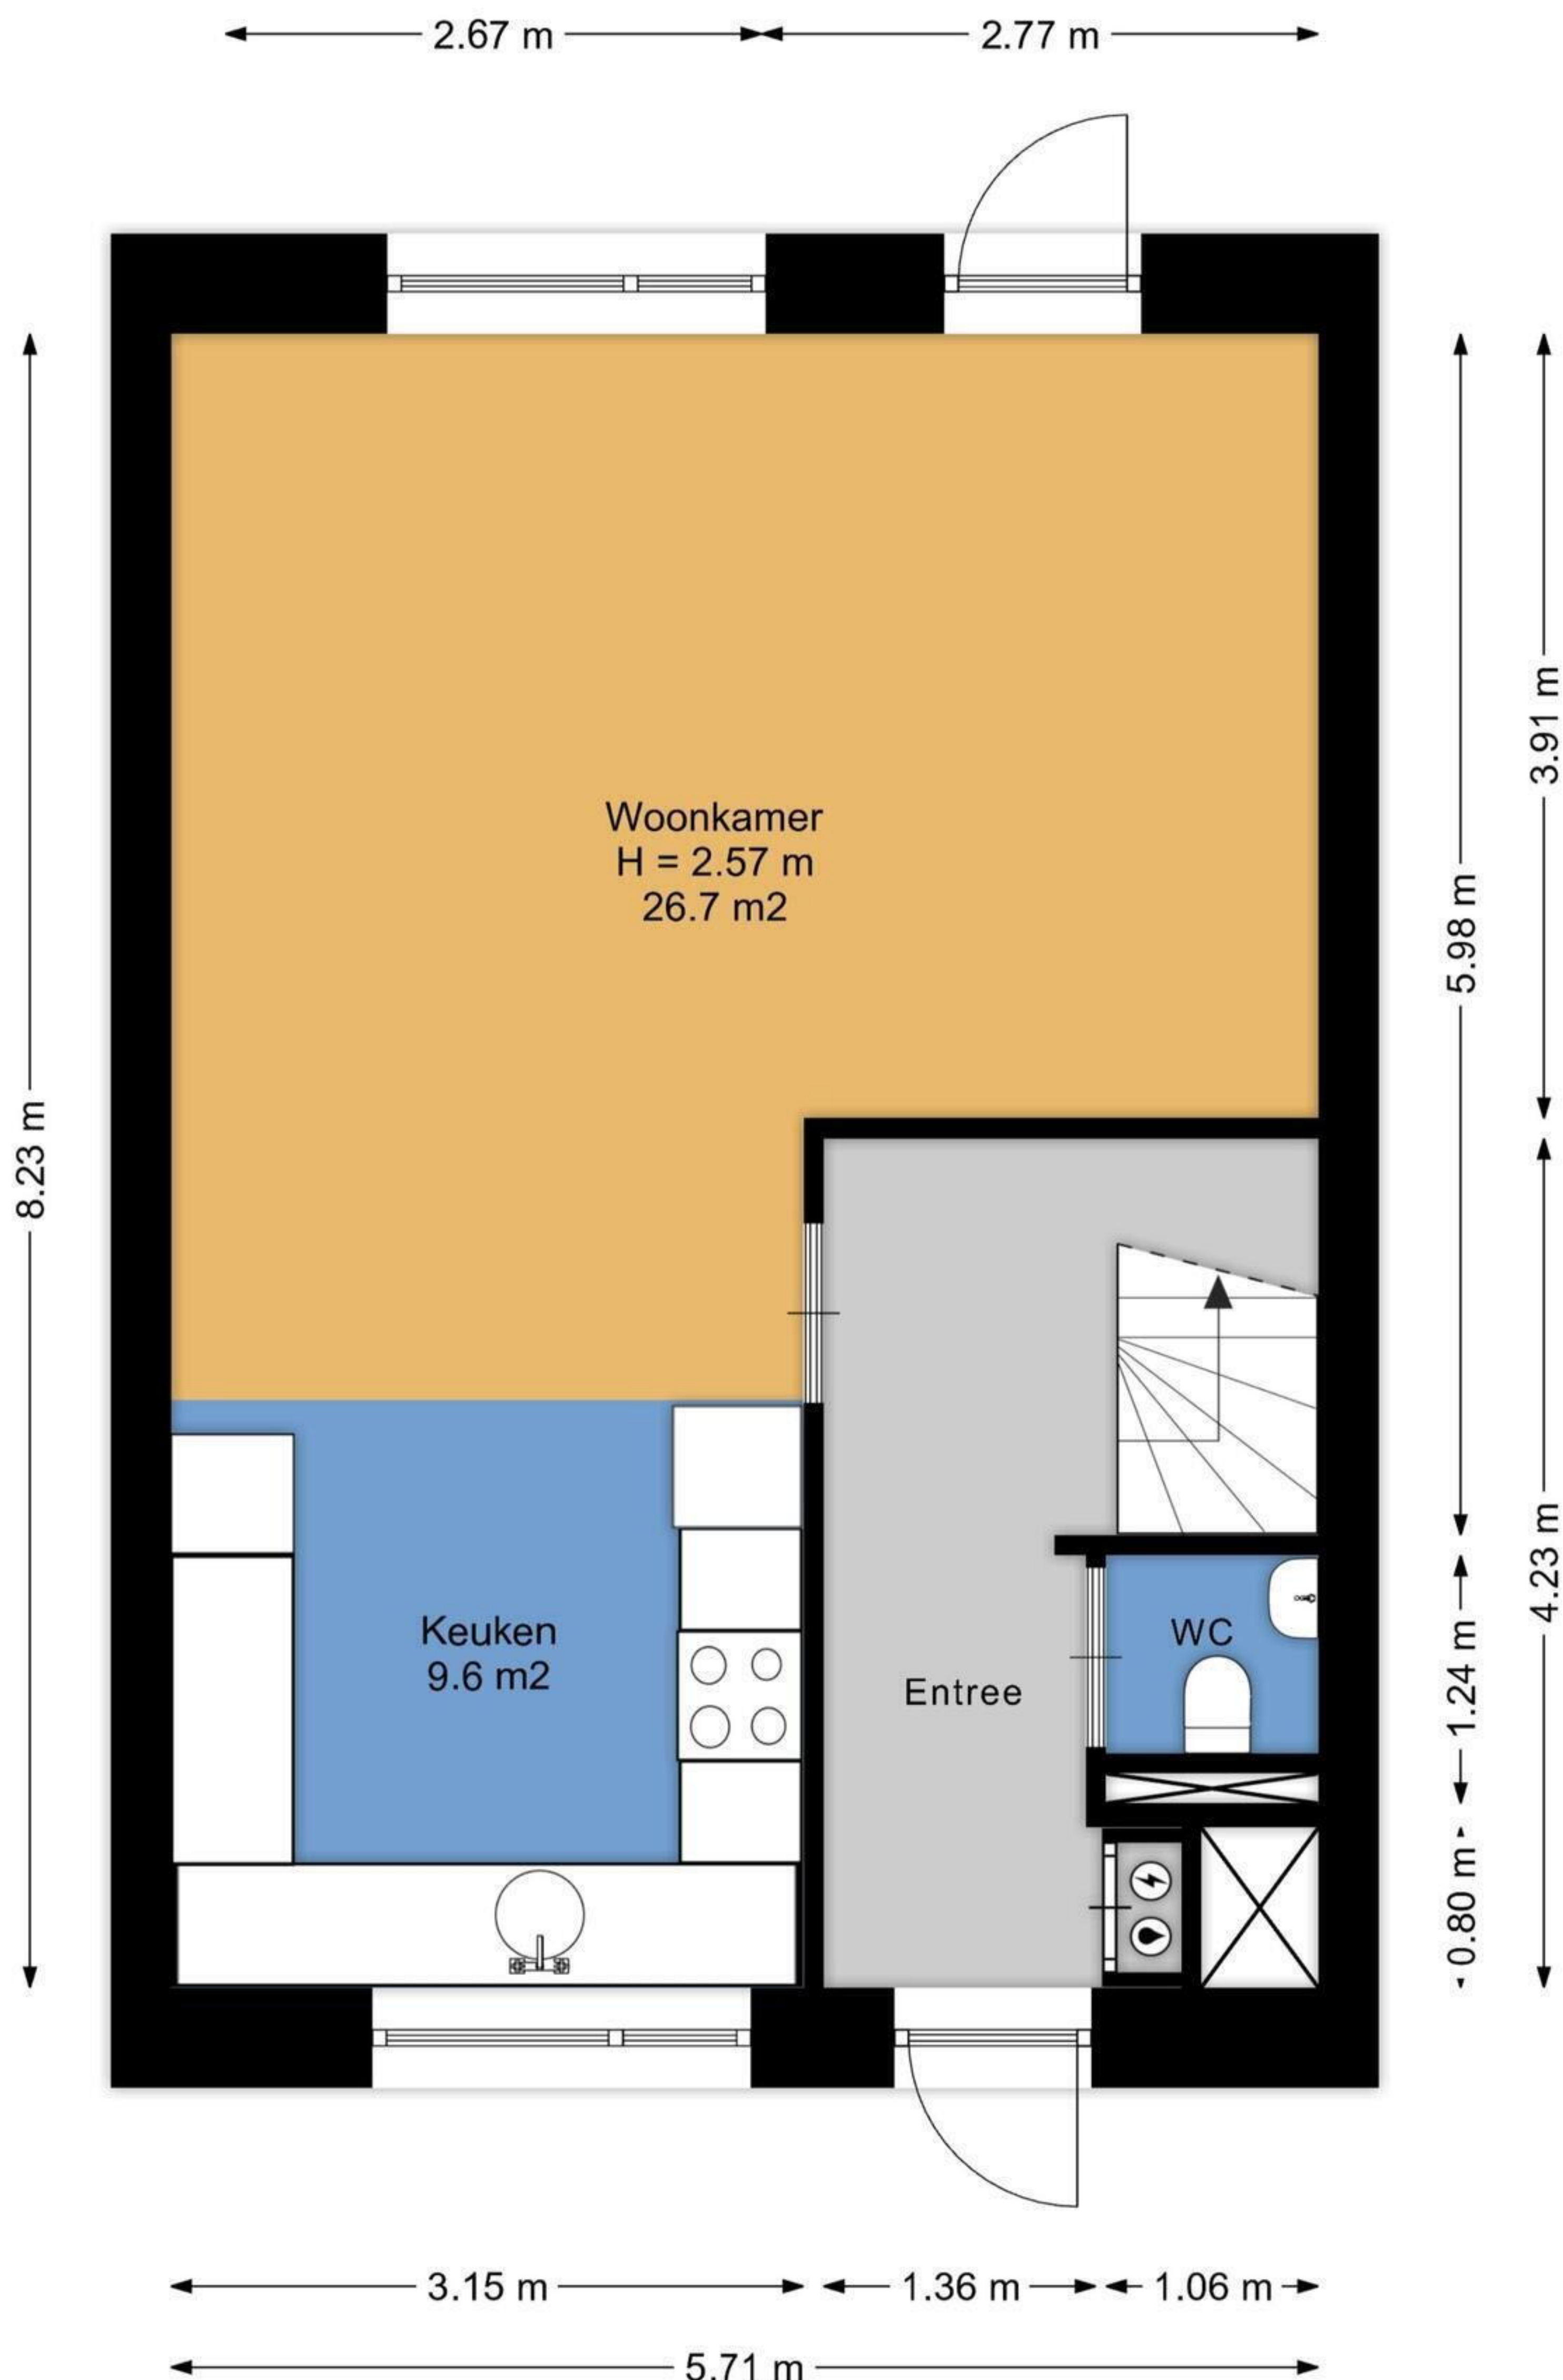 2.67 m
2.77 m
3.91 m
5.98 m
8.23 m
Woonkamer
H = 2.57 m
26.7 m2
4.23 m
1.24 m
Keuken
9.6 m2
WC
Entree
0.80 m
3.15 m
1.36 m
1.06 m
5.71 m